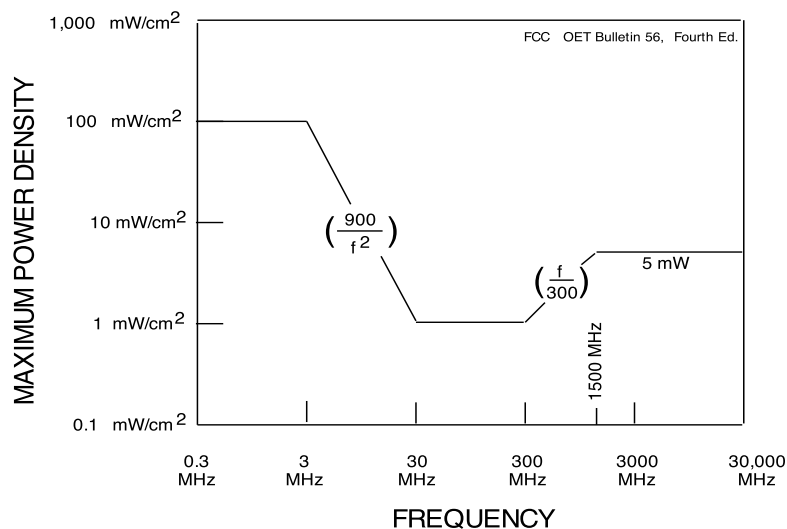 1,000 mW/cm2
FCC OET Bulletin 56, Fourth Ed.
MAXIMUM POWER DENSITY
100 mW/cm2
10 mW/cm2
(900
f 2)
(f
300)
5 mW
1 mW/cm2
1500 MHz
0.1 mW/cm2
0.3 3 30 300 3000 30,000
MHz MHz MHz MHz MHz MHz
FREQUENCY